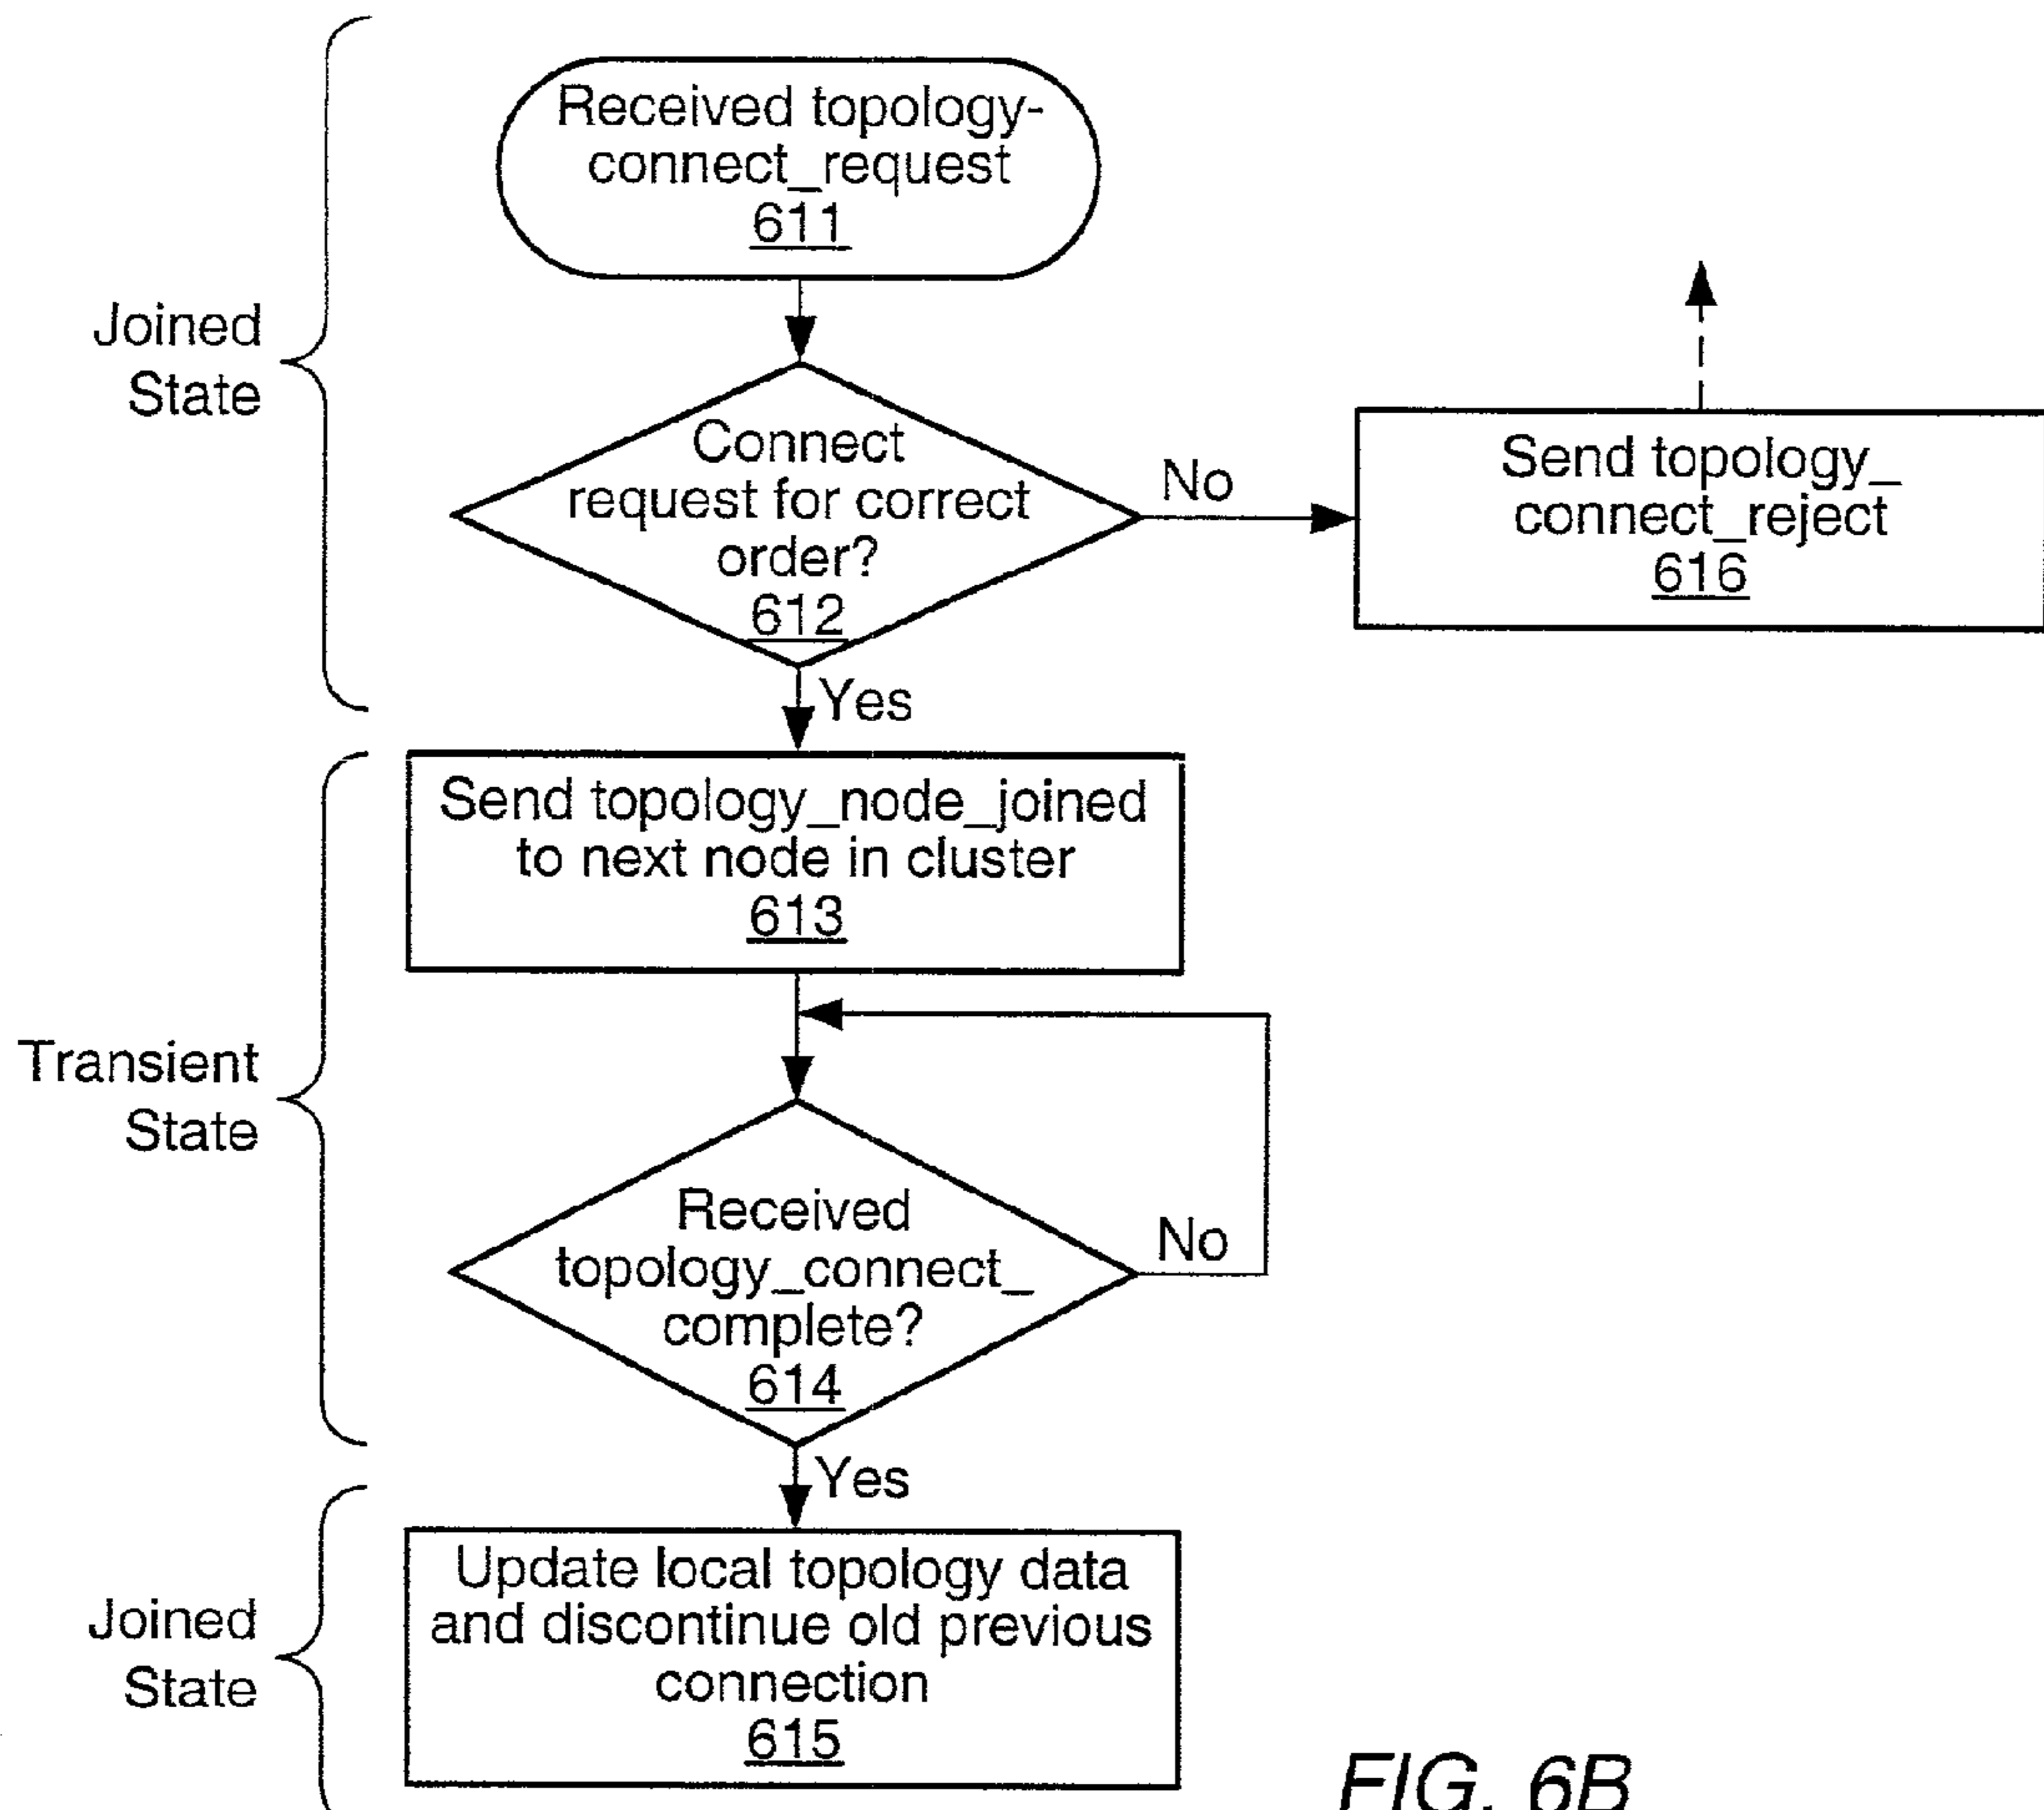 Received topology-
connect_request
611
Joined
State
Connect
request for correct
order?
612
No
Send topology_
connect_reject
616
Yes
Send topology_node_joined
to next node in cluster
613
Transient
State
Received
topology_connect_
complete?
614
No
Yes
Joined
State
Update local topology data
and discontinue old previous
connection
615
FIG. 6B